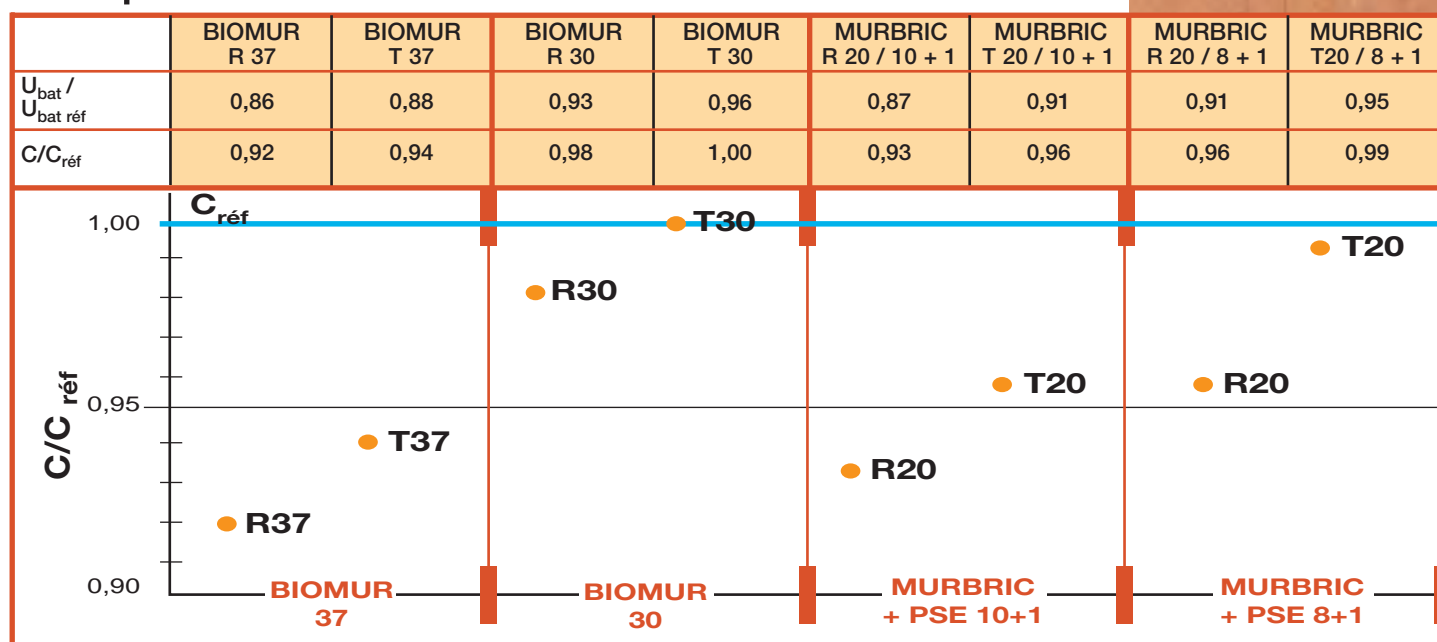 BIOMUR R 37 BIOMUR T 37 BIOMUR R 30 BIOMUR T 30 MURBRIC R 20 / 10 + 1 MURBRIC T 20 / 10 + 1 MURBRIC R 20 / 8 + 1 MURBRIC T20 / 8 + 1
Ubat / Ubat réf 0,86 0,88 0,93 0,96 0,87 0,91 0,91 0,95
C/Créf 0,92 0,94 0,98 1,00 0,93 0,96 0,96 0,99
Créf
1,00
T30
T20
R30
T20
R20
C/C réf
0,95
T37
R20
R37
0,90
BIOMUR
37
BIOMUR
30
MURBRIC
+ PSE 10+1
MURBRIC
+ PSE 8+1